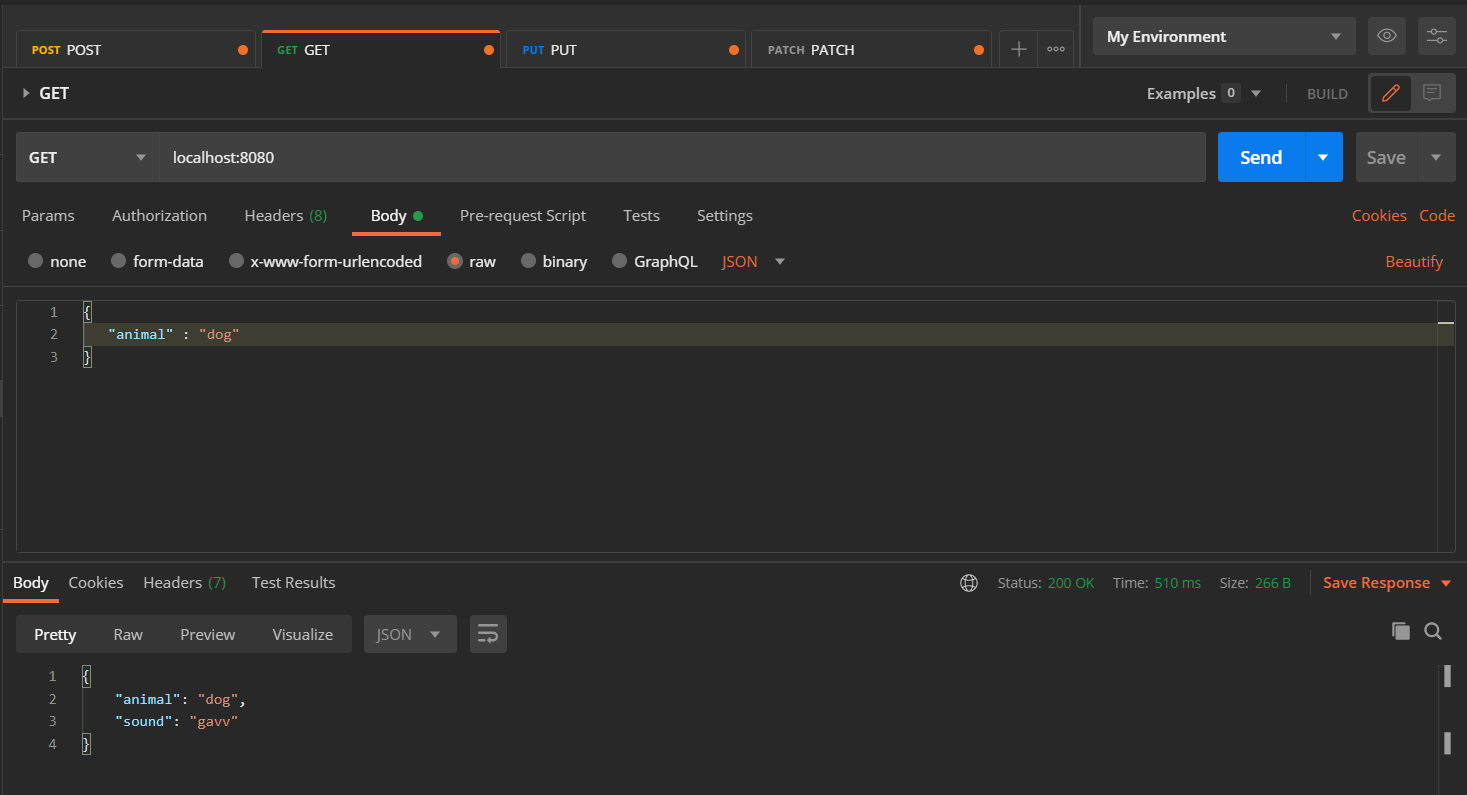 POST POST GET GET PUT PUT PATCH PATCH My Environment
GET Examples 0 BUILD
GET localhost:8080 Send Save
Params Authorization Headers (8) Body Pre-request Script Tests Settings Cookies Code
none form-data x-www-form-urlencoded raw binary GraphQL JSON Beautify
1 {
2 "animal" : "dog"
3 }
Body Cookies Headers (7) Test Results Status: 200 OK Time: 510 ms Size: 266 B Save Response
Pretty Raw Preview Visualize JSON
1 {
2 "animal": "dog",
3 "sound": "gavv"
4 }